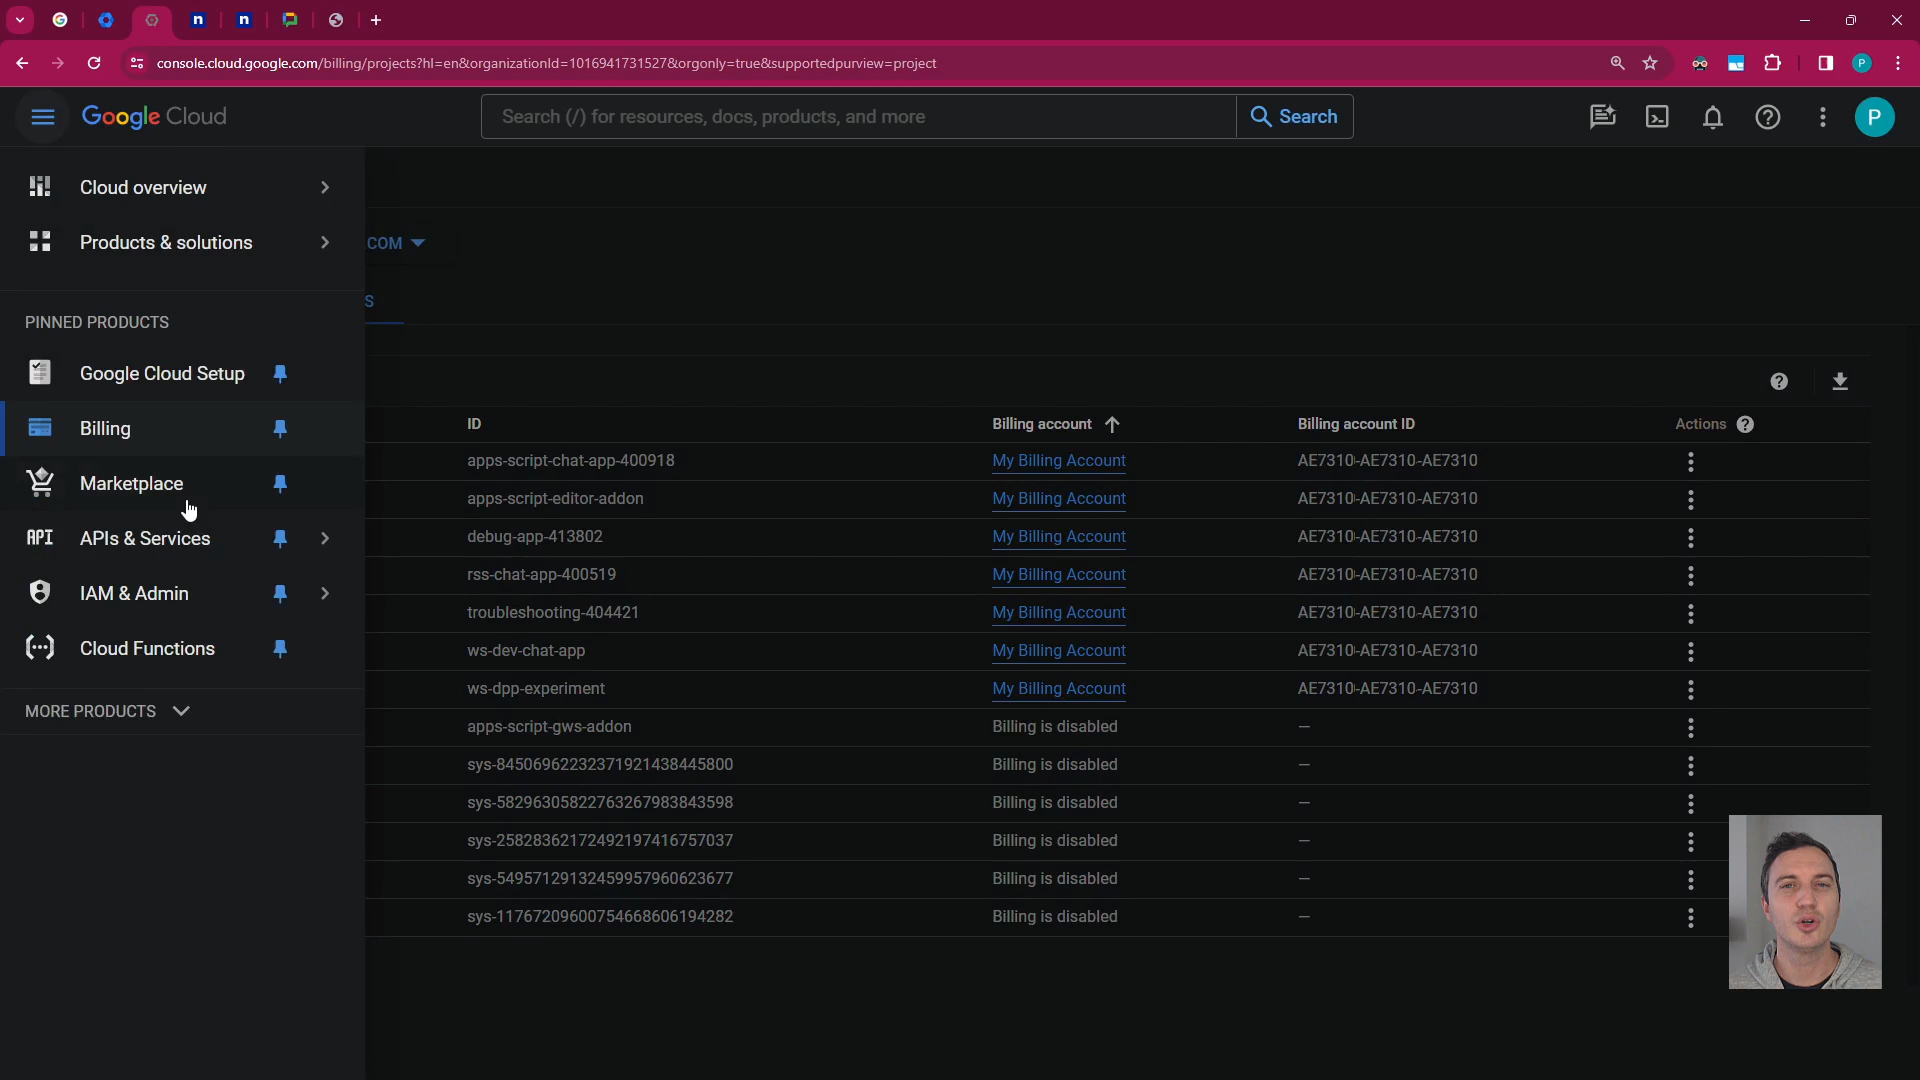 console.cloud.google.com/billing/projects?hl=en&organizationId=1016941731527&orgonly=true&supportedpurview=project
P
Google Cloud
Search (/) for resources, docs, products, and more
Search
P
Cloud overview
Products & solutions
COM
S
PINNED PRODUCTS
Google Cloud Setup
Billing
Marketplace
API APIs & Services
IAM & Admin
Cloud Functions
MORE PRODUCTS
ID Billing account Billing account ID Actions
apps-script-chat-app-400918 My Billing Account AE7310-AE7310-AE7310
apps-script-editor-addon My Billing Account AE7310-AE7310-AE7310
debug-app-413802 My Billing Account AE7310-AE7310-AE7310
rss-chat-app-400519 My Billing Account AE7310-AE7310-AE7310
troubleshooting-404421 My Billing Account AE7310-AE7310-AE7310
ws-dev-chat-app My Billing Account AE7310-AE7310-AE7310
ws-dpp-experiment My Billing Account AE7310-AE7310-AE7310
apps-script-gws-addon Billing is disabled —
sys-84506962232371921438445800 Billing is disabled —
sys-58296305822763267983843598 Billing is disabled —
sys-25828362172492197416757037 Billing is disabled —
sys-54957129132459957960623677 Billing is disabled —
sys-11767209600754668606194282 Billing is disabled —